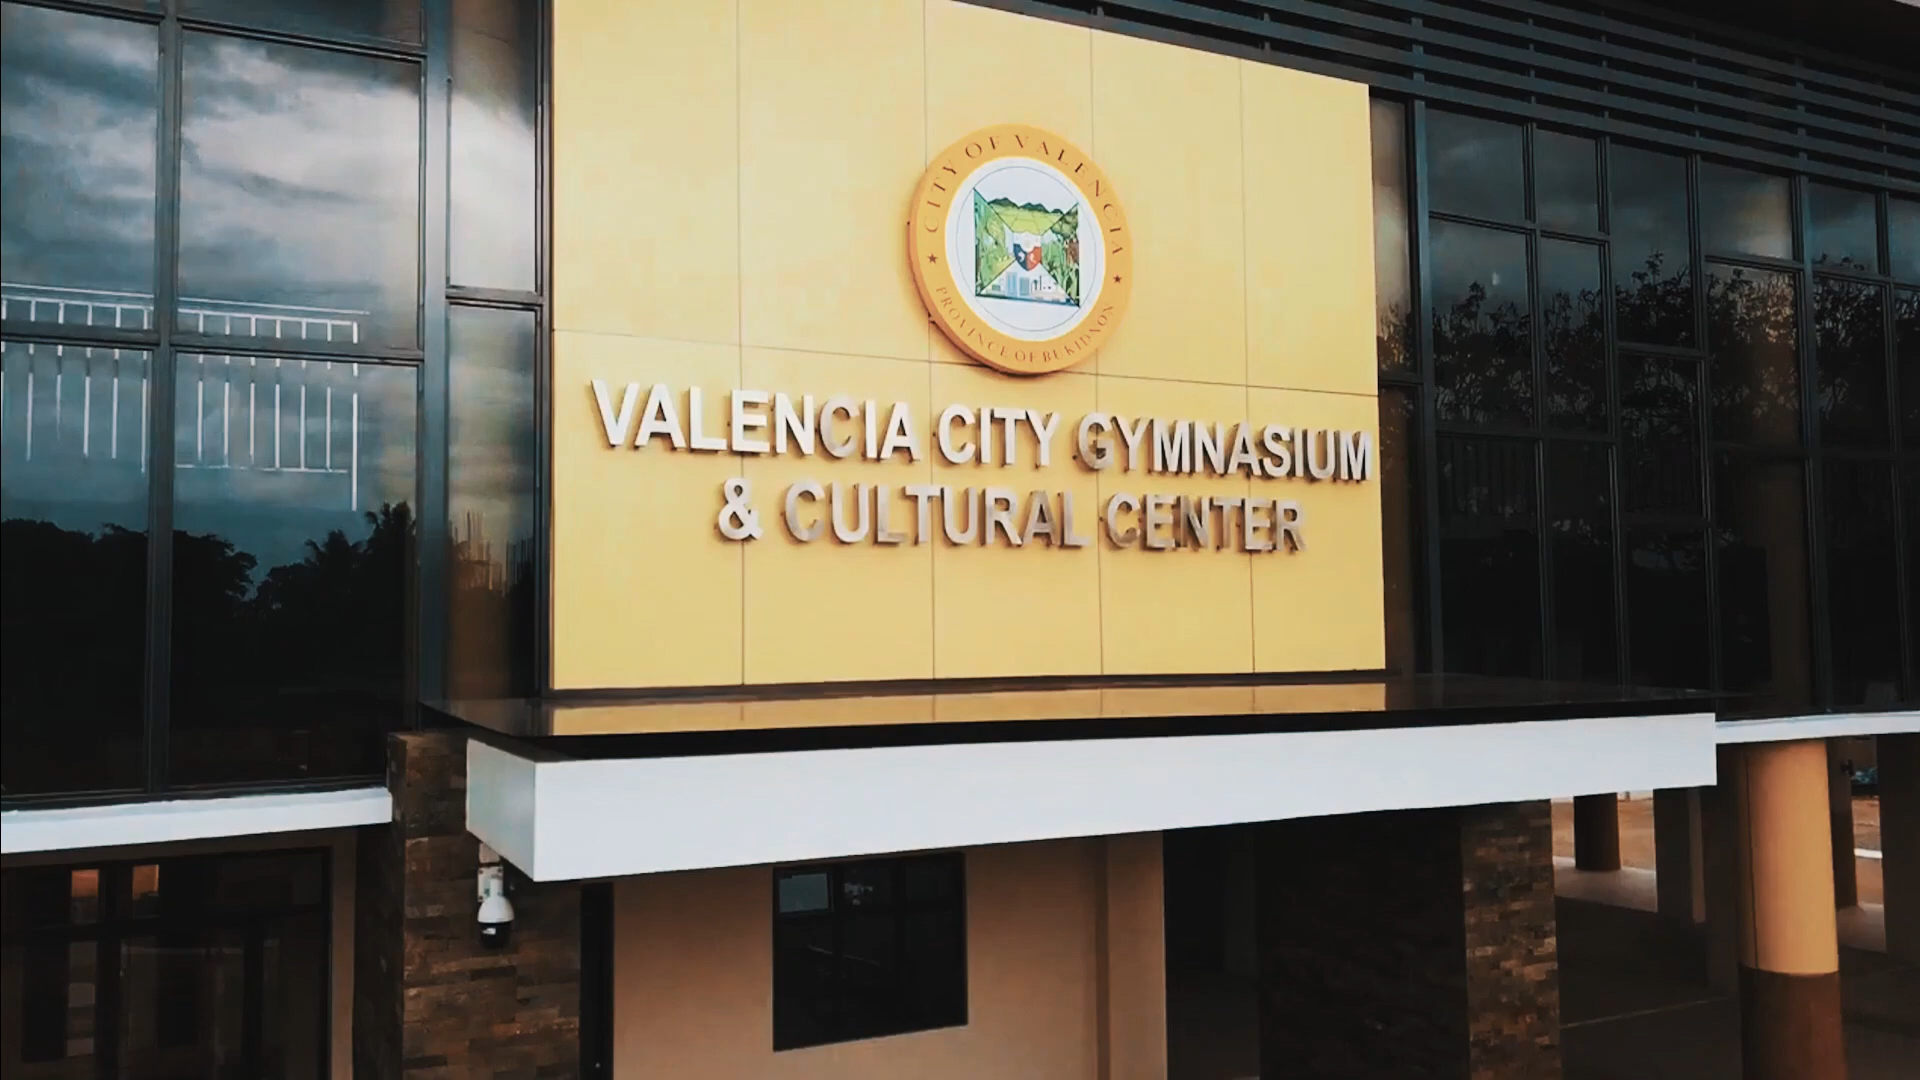 CITY OF VALENCIA
PROVINCE OF BUKIDNON
VALENCIA CITY GYMNASIUM
& CULTURAL CENTER